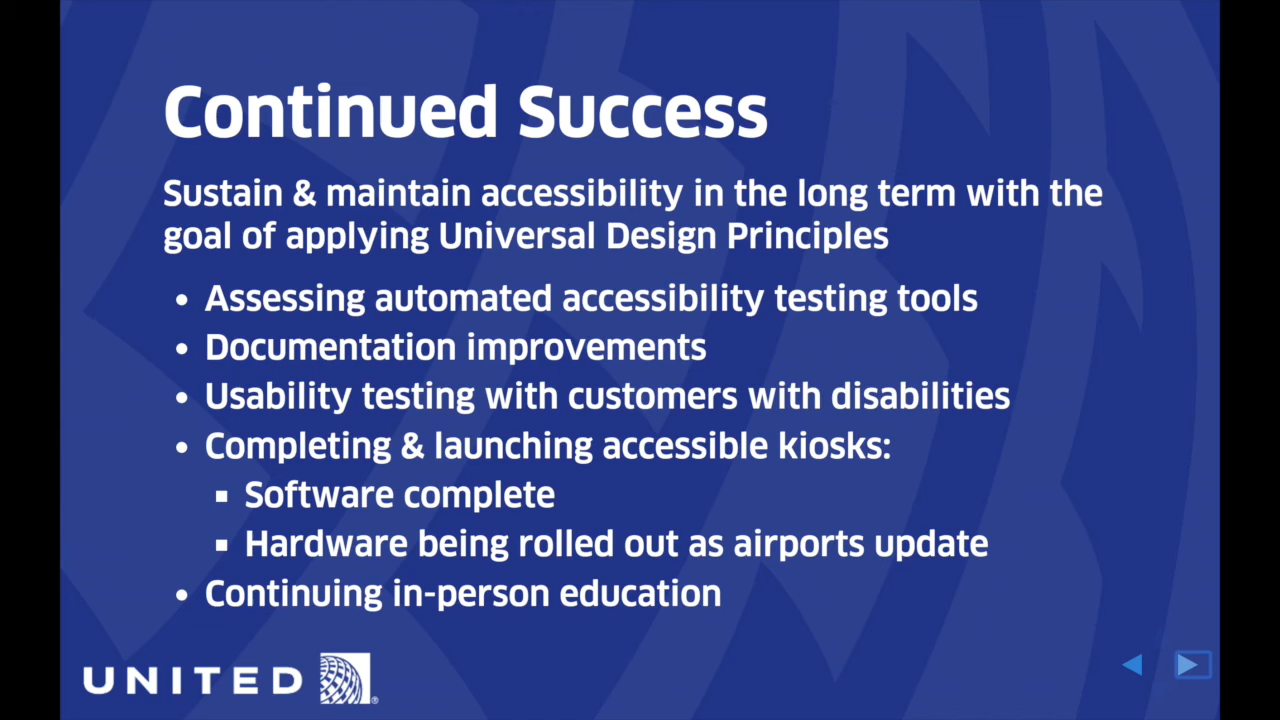 Continued Success
Sustain & maintain accessibility in the long term with the
goal of applying Universal Design Principles
• Assessing automated accessibility testing tools
• Documentation improvements
• Usability testing with customers with disabilities
• Completing & launching accessible kiosks:
▪ Software complete
▪ Hardware being rolled out as airports update
• Continuing in-person education
UNITED ®